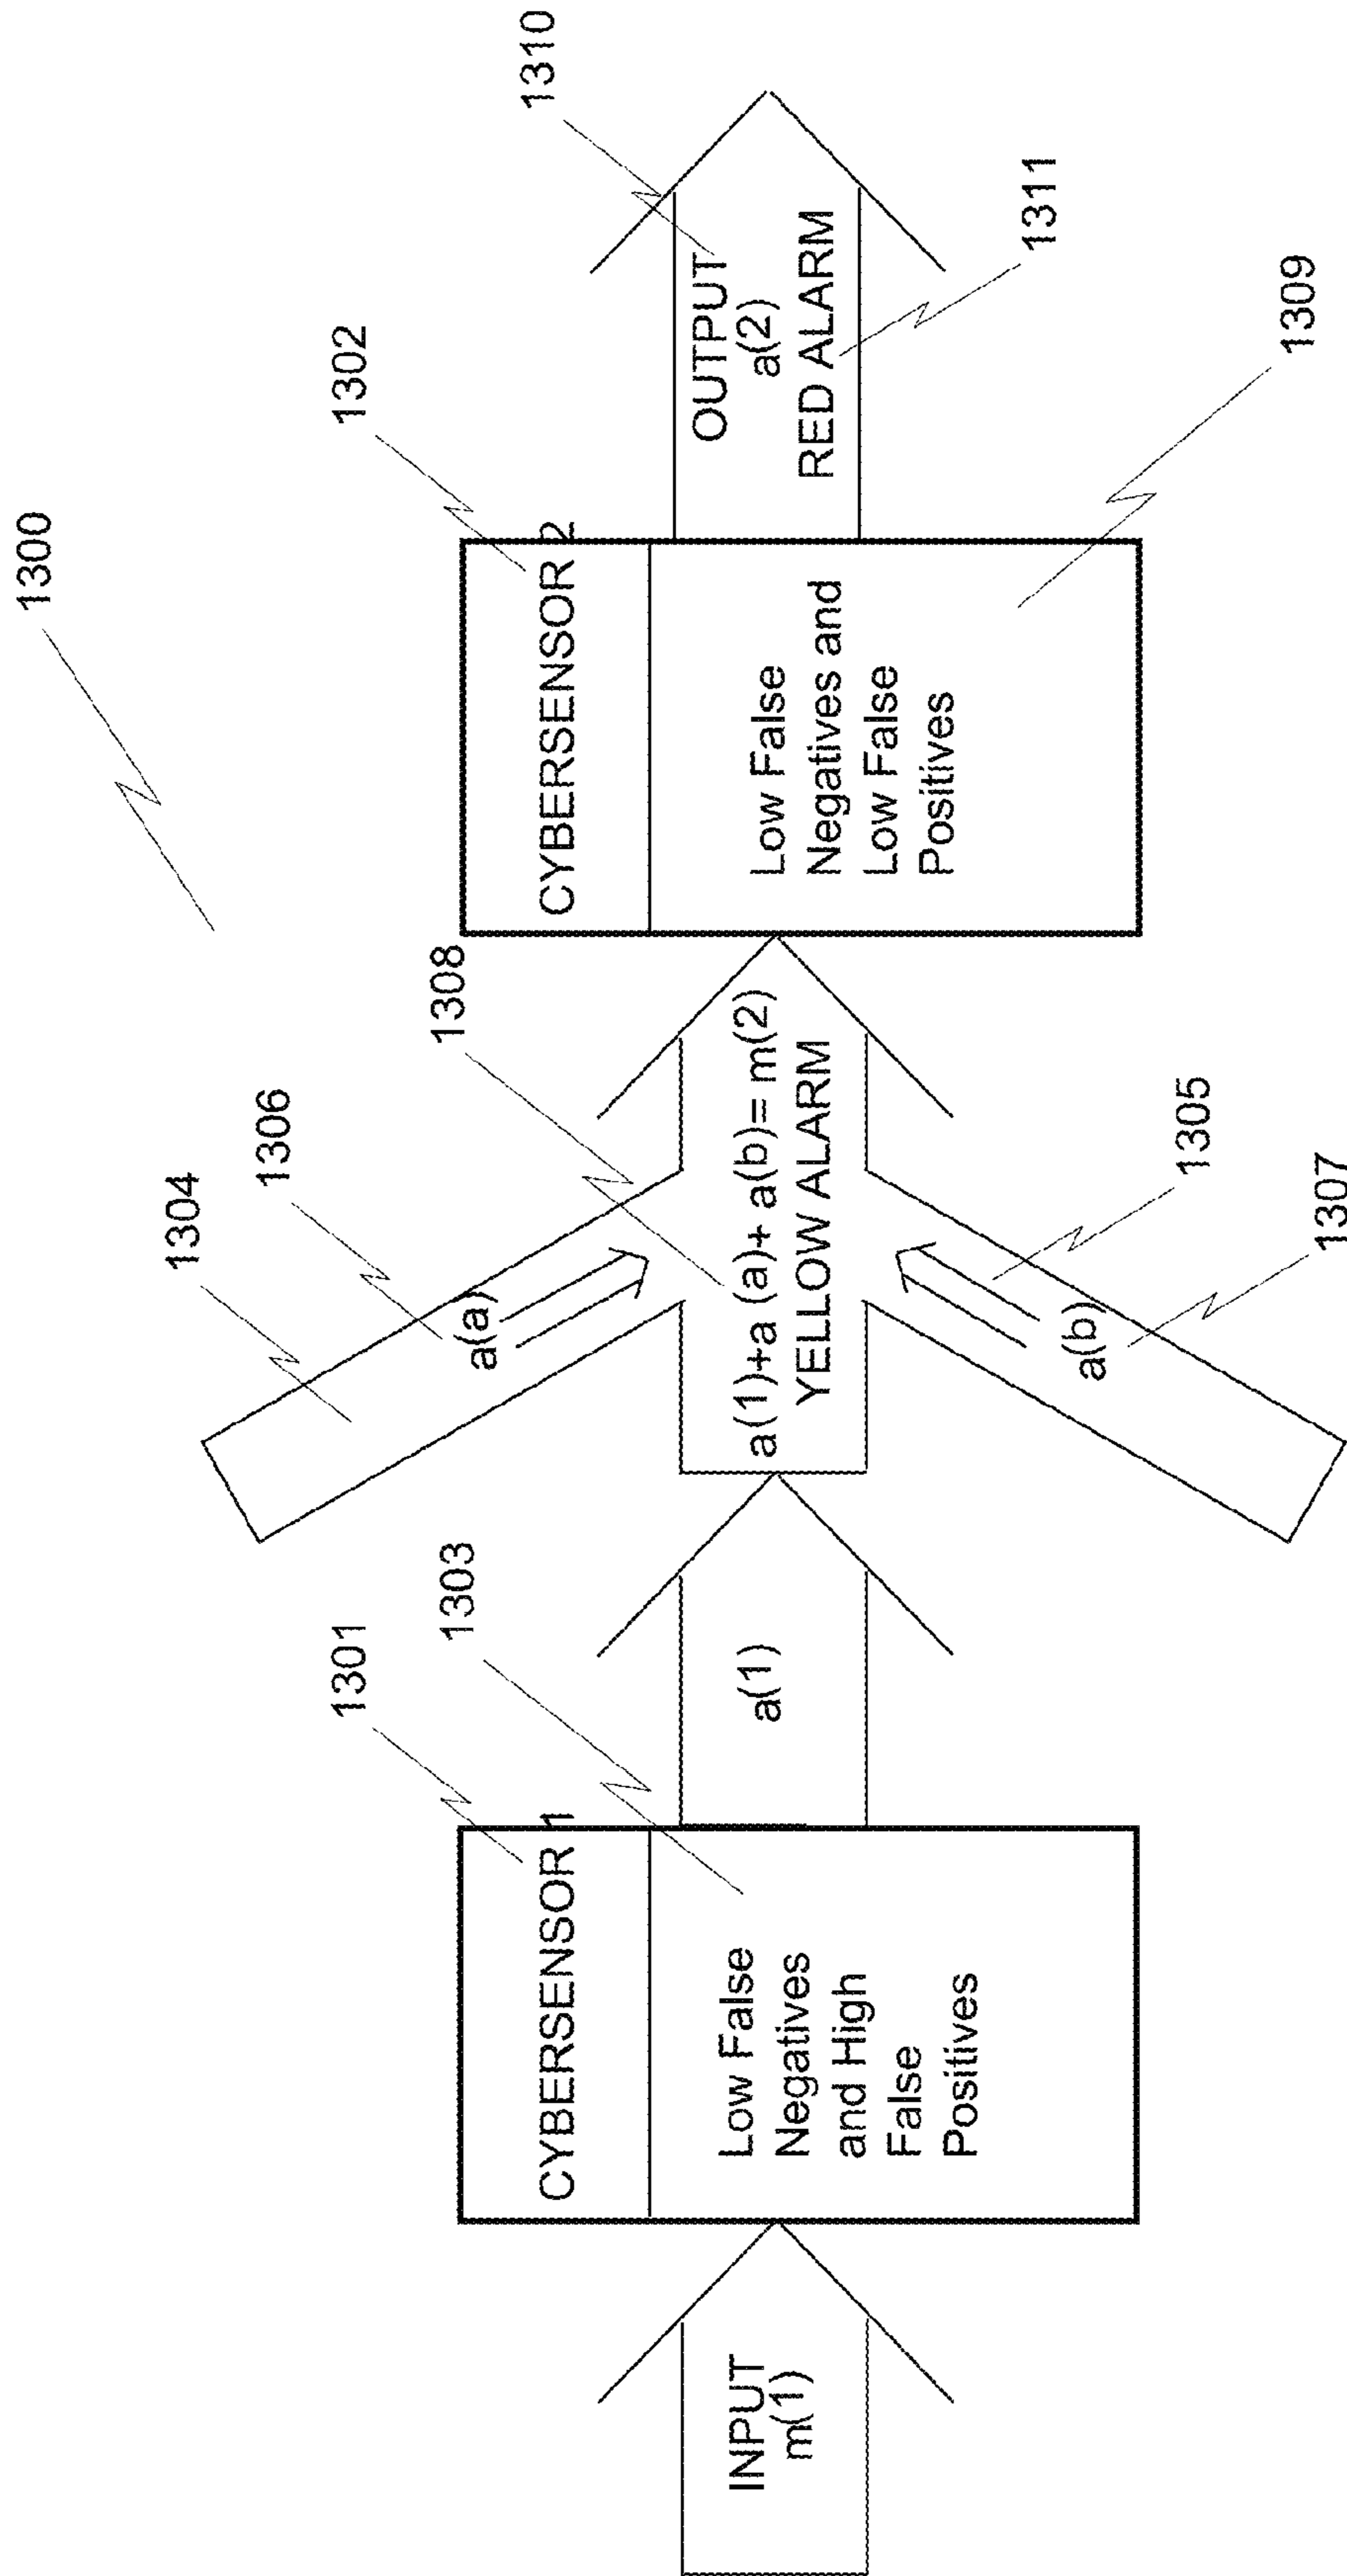 1300
INPUT
m(1)
CYBERSENSOR 1
1301
Low False
Negatives
and High
False
Positives
1303
a(1)
1304
1306
a(a)
1308
a(1)+a (a)+ a(b)= m(2)
YELLOW ALARM
a(b)
1305
1307
CYBERSENSOR 2
1302
Low False
Negatives and
Low False
Positives
1309
OUTPUT
a(2)
RED ALARM
1310
1311